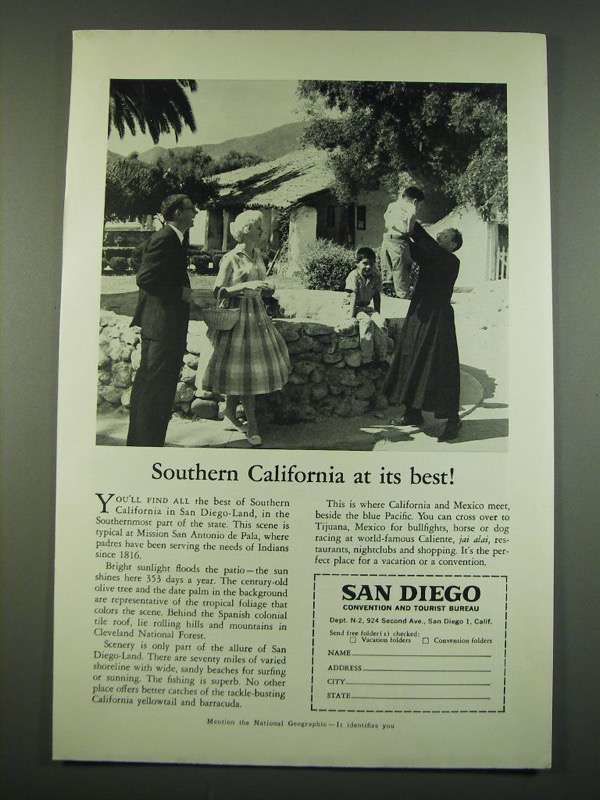 Southern California at its best!
YOU'LL FIND ALL the best of Southern
California in San Diego-Land, in the
Southernmost part of the state. This scene is
typical at Mission San Antonio de Pala, where
padres have been serving the needs of Indians
since 1816.
Bright sunlight floods the patio—the sun
shines here 353 days a year. The century-old
olive tree and the date palm in the background
are representative of the tropical foliage that
colors the scene. Behind the Spanish colonial
tile roof, lie rolling hills and mountains in
Cleveland National Forest.
Scenery is only part of the allure of San
Diego-Land. There are seventy miles of varied
shoreline with wide, sandy beaches for surfing
or sunning. The fishing is superb. No other
place offers better catches of the tackle-busting
California yellowtail and barracuda.
This is where California and Mexico meet,
beside the blue Pacific. You can cross over to
Tijuana, Mexico for bullfights, horse or dog
racing at world-famous Caliente, jai alai, res-
taurants, nightclubs and shopping. It's the per-
fect place for a vacation or a convention.
SAN DIEGO
CONVENTION AND TOURIST BUREAU
Dept. N-2, 924 Second Ave., San Diego 1, Calif.
Send free folder(s) checked:
Vacation folders Convention folders
NAME
ADDRESS
CITY
STATE
Mention the National Geographic—It identifies you